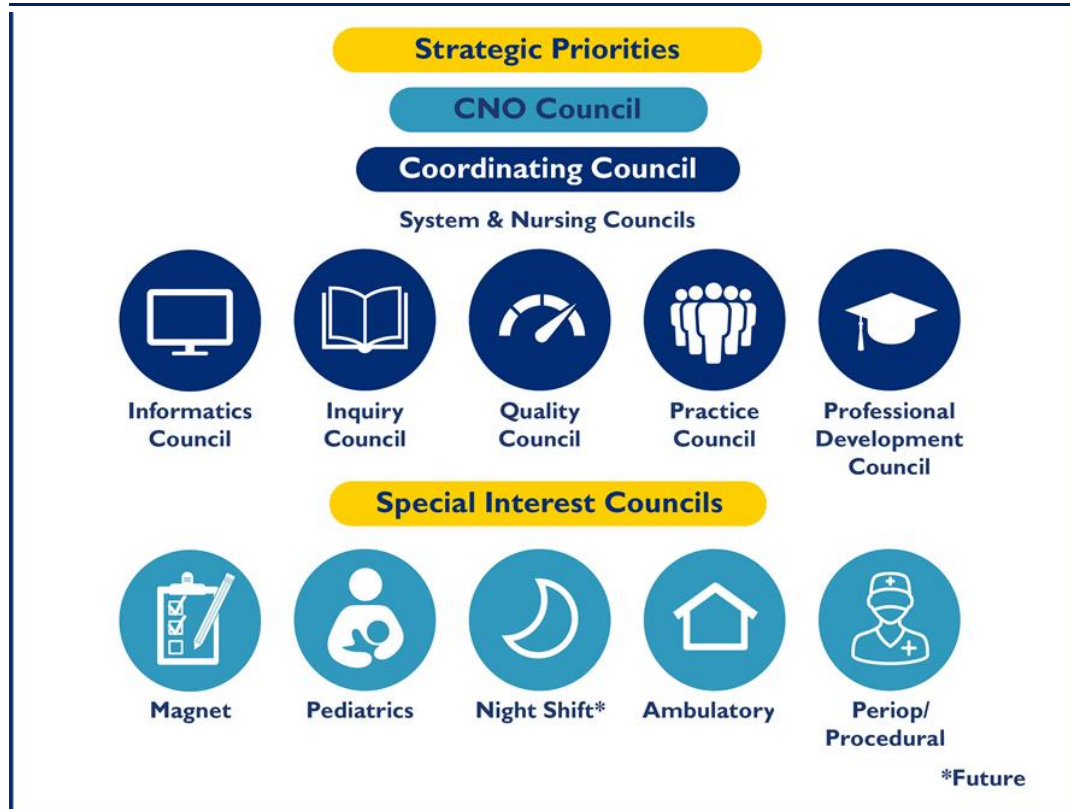 Strategic Priorities
CNO Council
Coordinating Council
System & Nursing Councils
Informatics
Council
Inquiry
Council
Quality
Council
Practice
Council
Professional
Development
Council
Special Interest Councils
Magnet
Pediatrics
Night Shift*
Ambulatory
Periop/
Procedural
*Future